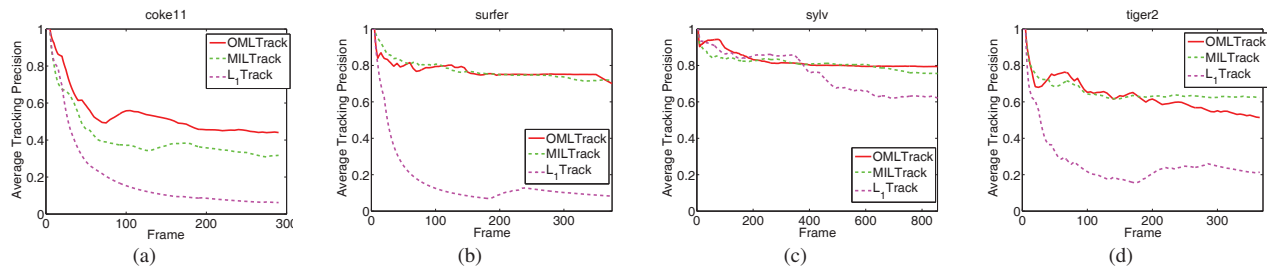 coke11
Average Tracking Precision
1
0.8
0.6
0.4
0.2
0
0
100
200
300
Frame
OMLTrack
MILTrack
L1Track
(a)
surfer
Average Tracking Precision
1
0.8
0.6
0.4
0.2
0
0
100
200
300
Frame
OMLTrack
MILTrack
L1Track
(b)
sylv
Average Tracking Precision
1
0.8
0.6
0.4
0.2
0
0
200
400
600
800
Frame
OMLTrack
MILTrack
L1Track
(c)
tiger2
Average Tracking Precision
1
0.8
0.6
0.4
0.2
0
0
100
200
300
Frame
OMLTrack
MILTrack
L1Track
(d)